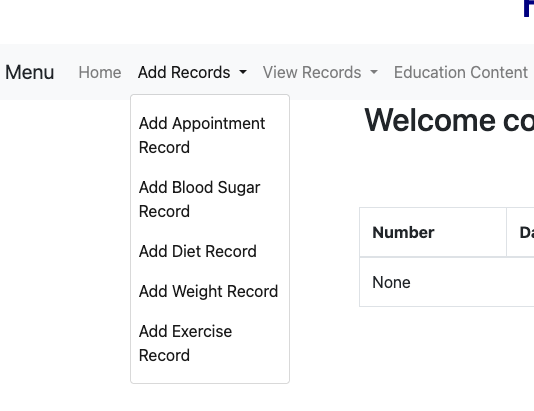 Menu Home Add Records View Records Education Content
Add Appointment
Record
Add Blood Sugar
Record
Add Diet Record
Add Weight Record
Add Exercise
Record
Welcome co
Number Da
None